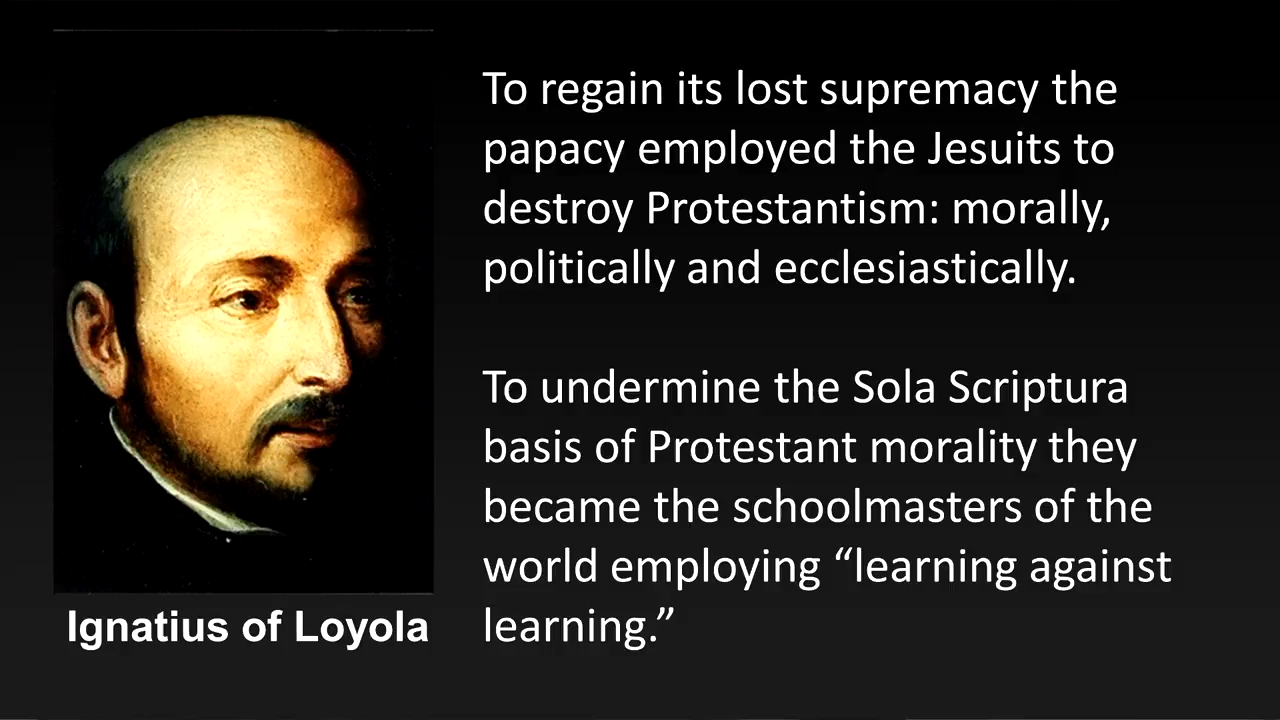 To regain its lost supremacy the
papacy employed the Jesuits to
destroy Protestantism: morally,
politically and ecclesiastically.
To undermine the Sola Scriptura
basis of Protestant morality they
became the schoolmasters of the
world employing “learning against
learning.”
Ignatius of Loyola